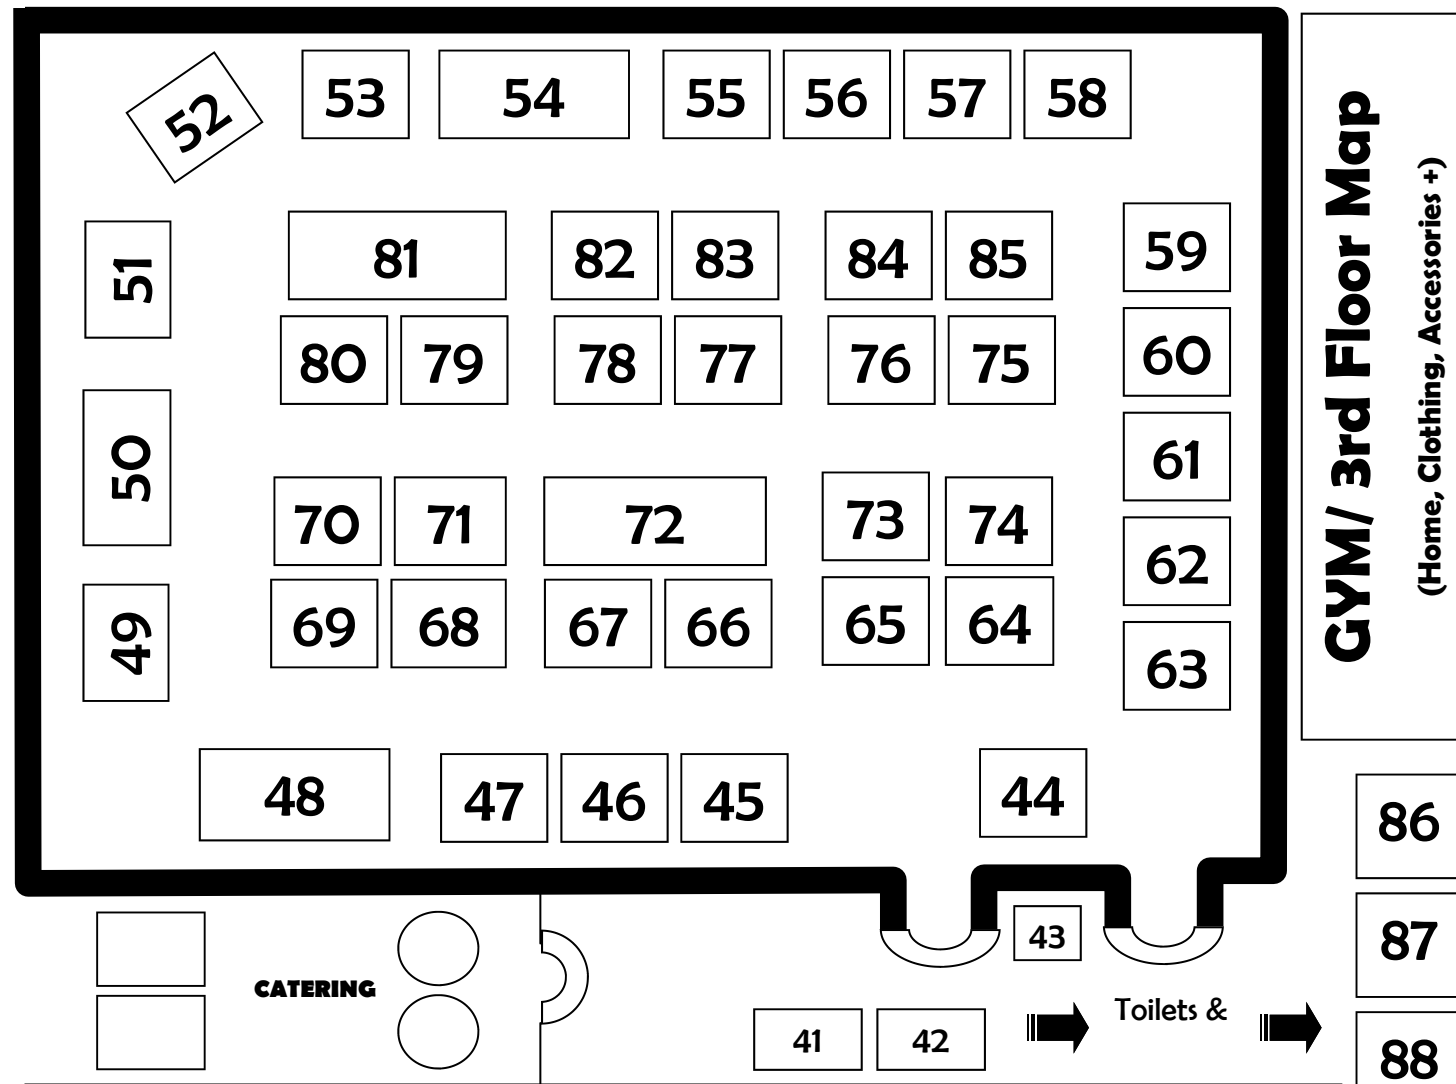 52
53 54 55 56 57 58
51
81 82 83 84 85 59
80 79 78 77 76 75 60
50
61
70 71 72 73 74
62
49
69 68 67 66 65 64
63
48 47 46 45 44
GYM/ 3rd Floor Map
(Home, Clothing, Accessories +)
86
43
87
CATERING
41 42
Toilets &
88